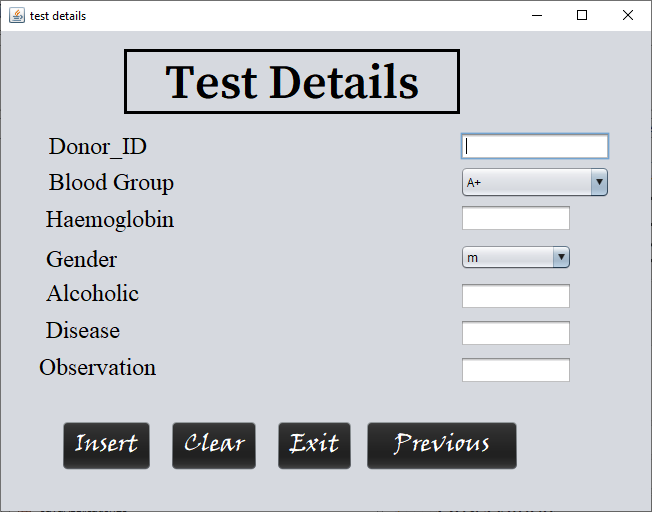 test details
Test Details
Donor_ID
Blood Group A+
Haemoglobin
Gender m
Alcoholic
Disease
Observation
Insert Clear Exit Previous